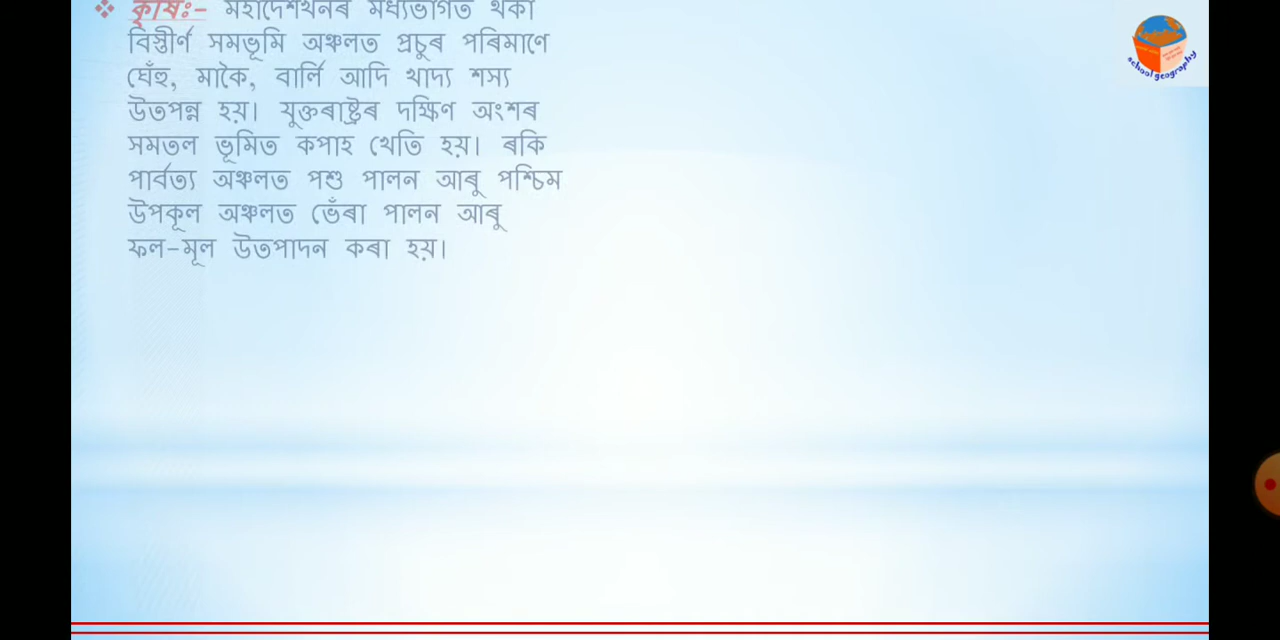 ❖ কৃষিঃ- মহাদেশখনৰ মধ্যভাগত থকা
বিস্তীৰ্ণ সমভূমি অঞ্চলত প্ৰচুৰ পৰিমাণে
ঘেঁহু, মাকৈ, বাৰ্লি আদি খাদ্য শস্য
উতপন্ন হয়। যুক্তৰাষ্ট্ৰৰ দক্ষিণ অংশৰ
সমতল ভূমিত কপাহ খেতি হয়। ৰকি
পাৰ্বত্য অঞ্চলত পশু পালন আৰু পশ্চিম
উপকূল অঞ্চলত ভেঁৰা পালন আৰু
ফল-মূল উতপাদন কৰা হয়।
school geography